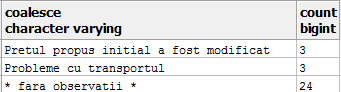 coalesce count
character varying bigint
Pretul propus initial a fost modificat 3
Probleme cu transportul 3
* fara observatii * 24